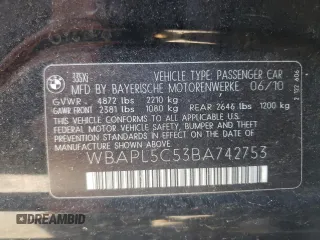 335Xi VEHICLE TYPE: PASSENGER CAR
MFD BY BAYERISCHE MOTORENWERKE 06/10
GVWR 4872 lbs 2210 kg
GAWR FRONT 2381 lbs 1080 kg REAR 2646 lbs 1200 kg
THIS VEHICLE CONFORMS TO ALL APPLICABLE
FEDERAL MOTOR VEHICLE
SAFETY, BUMPER AND THEFT PREVENTION
STANDARDS IN EFFECT ON THE DATE OF
MANUFACTURE SHOWN ABOVE.
WBAPL5C53BA742753
DREAMBID